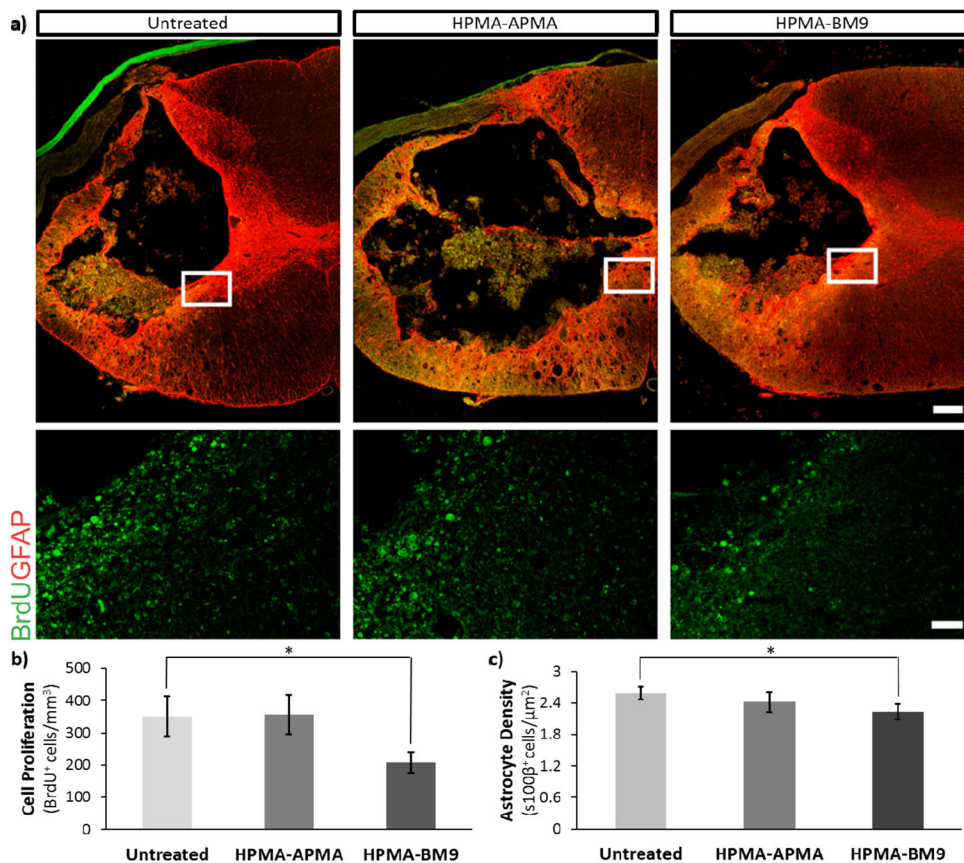 a)
Untreated
HPMA-APMA
HPMA-BM9
BrdUGFAP
b)
*
Cell Proliferation
(BrdU⁺ cells/mm³)
500
400
300
200
100
0
Untreated
HPMA-APMA
HPMA-BM9
c)
*
Astrocyte Density
(s100β⁺cells/μm²)
3
2.4
1.8
1.2
0.6
0
Untreated
HPMA-APMA
HPMA-BM9